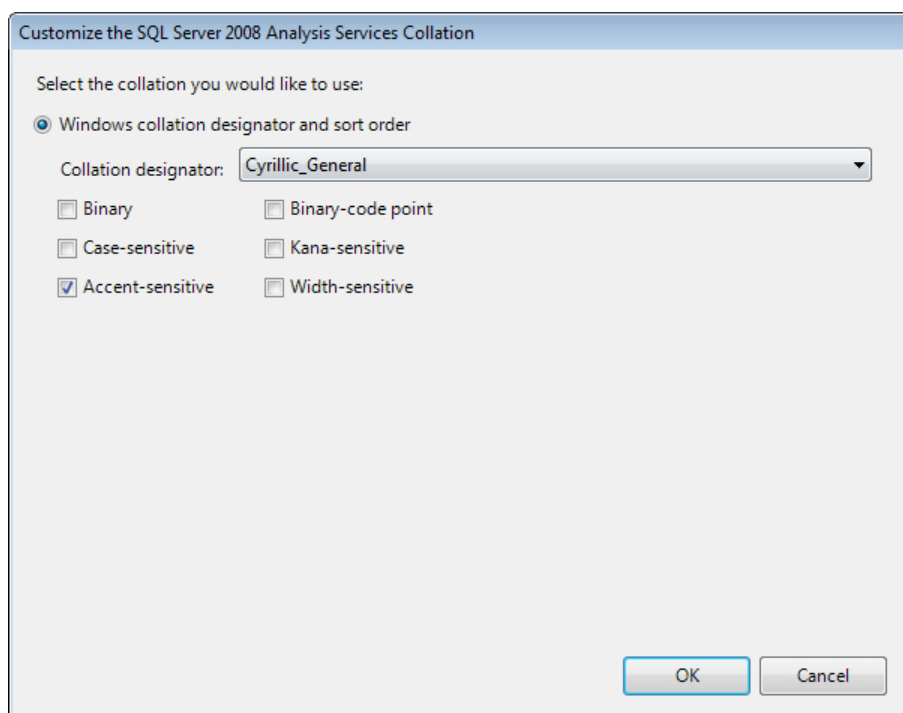 Customize the SQL Server 2008 Analysis Services Collation
Select the collation you would like to use:
Windows collation designator and sort order
Collation designator: Cyrillic_General
Binary Binary-code point
Case-sensitive Kana-sensitive
Accent-sensitive Width-sensitive
OK Cancel